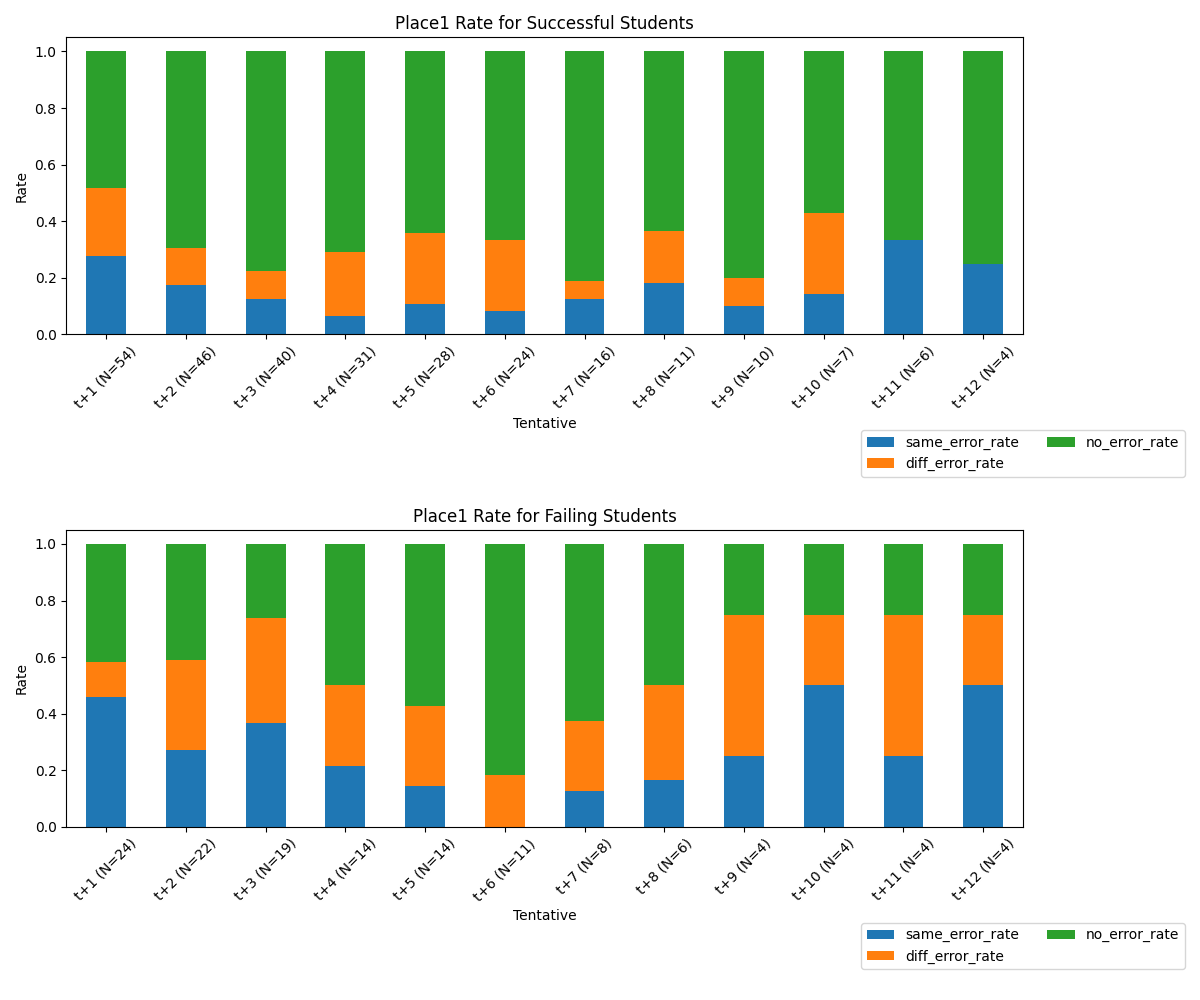 Place1 Rate for Successful Students
1.0
0.8
0.6
0.4
0.2
0.0
Rate
t+1 (N=54)
t+2 (N=46)
t+3 (N=40)
t+4 (N=31)
t+5 (N=28)
t+6 (N=24)
t+7 (N=16)
t+8 (N=11)
t+9 (N=10)
t+10 (N=7)
t+11 (N=6)
t+12 (N=4)
Tentative
same_error_rate
diff_error_rate
no_error_rate
Place1 Rate for Failing Students
1.0
0.8
0.6
0.4
0.2
0.0
Rate
t+1 (N=24)
t+2 (N=22)
t+3 (N=19)
t+4 (N=14)
t+5 (N=14)
t+6 (N=11)
t+7 (N=8)
t+8 (N=6)
t+9 (N=4)
t+10 (N=4)
t+11 (N=4)
t+12 (N=4)
Tentative
same_error_rate
diff_error_rate
no_error_rate